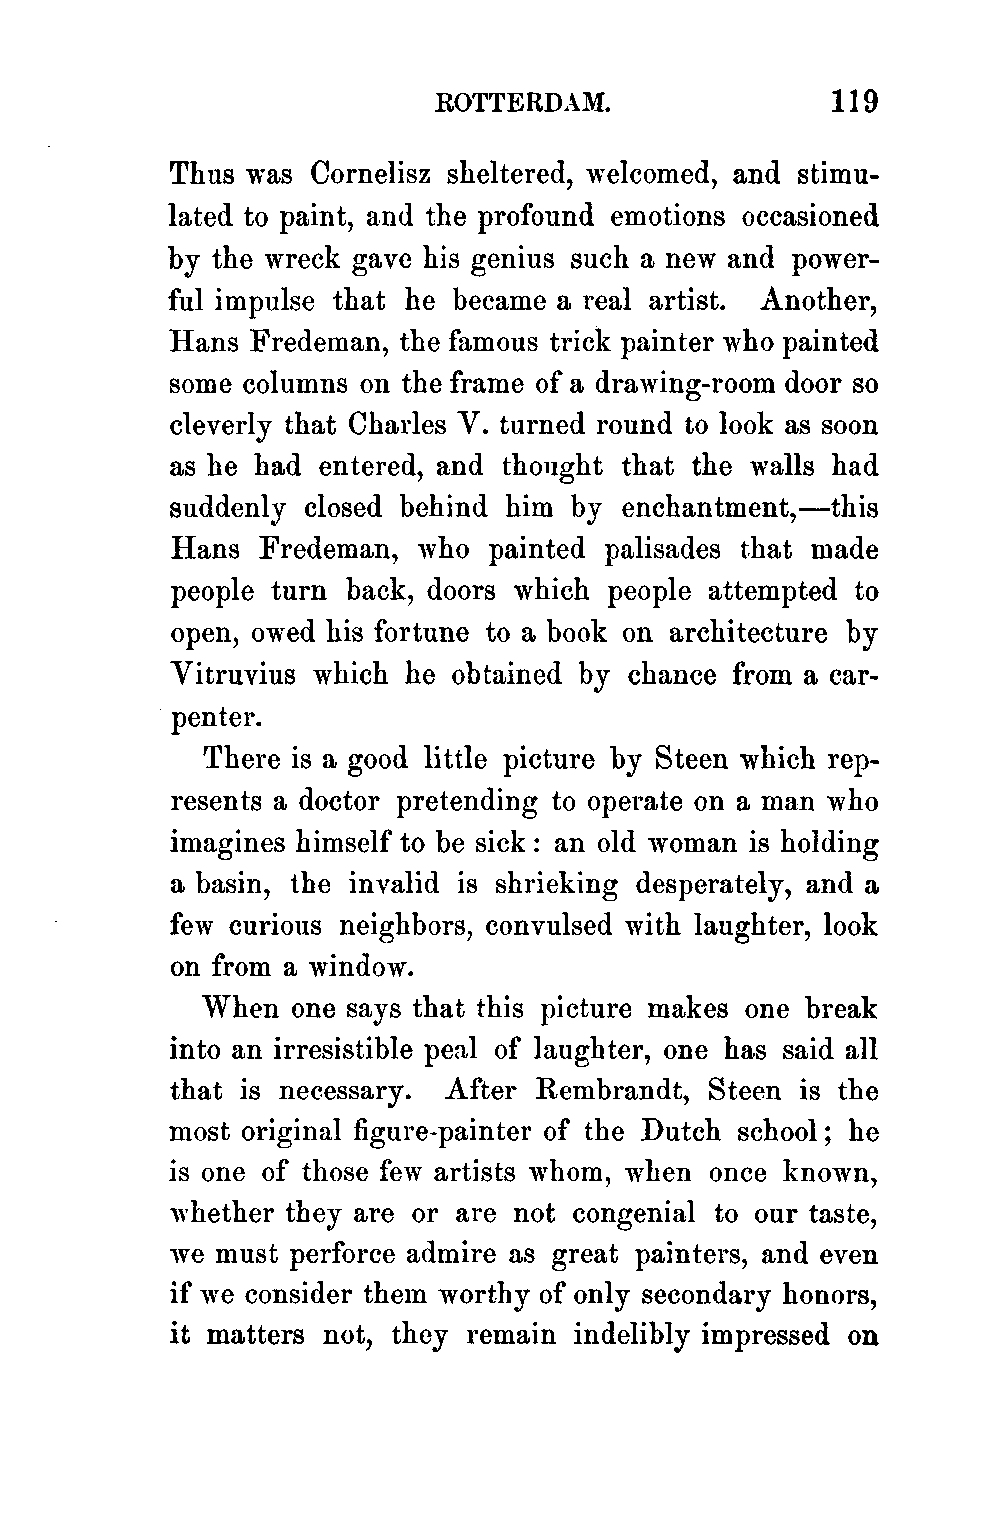 ROTTERDAM. 119
Thus was Cornelisz sheltered, welcomed, and stimu-
lated to paint, and the profound emotions occasioned
by the wreck gave his genius such a new and power-
ful impulse that he became a real artist. Another,
Hans Fredeman, the famous trick painter who painted
some columns on the frame of a drawing-room door so
cleverly that Charles V. turned round to look as soon
as he had entered, and thought that the walls had
suddenly closed behind him by enchantment,—this
Hans Fredeman, who painted palisades that made
people turn back, doors which people attempted to
open, owed his fortune to a book on architecture by
Vitruvius which he obtained by chance from a car-
penter.
There is a good little picture by Steen which rep-
resents a doctor pretending to operate on a man who
imagines himself to be sick: an old woman is holding
a basin, the invalid is shrieking desperately, and a
few curious neighbors, convulsed with laughter, look
on from a window.
When one says that this picture makes one break
into an irresistible peal of laughter, one has said all
that is necessary. After Rembrandt, Steen is the
most original figure-painter of the Dutch school; he
is one of those few artists whom, when once known,
whether they are or are not congenial to our taste,
we must perforce admire as great painters, and even
if we consider them worthy of only secondary honors,
it matters not, they remain indelibly impressed on